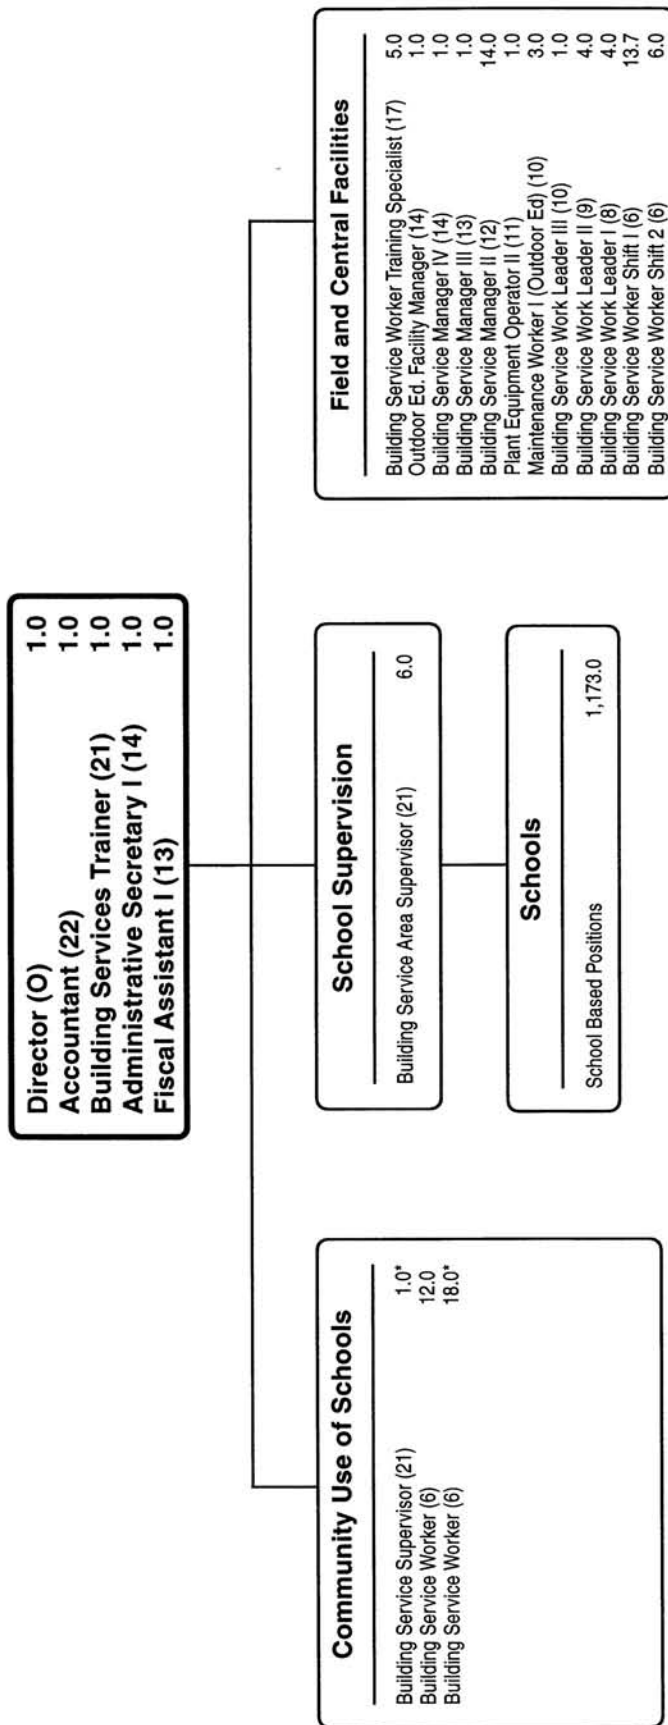 Director (O) 1.0
Accountant (22) 1.0
Building Services Trainer (21) 1.0
Administrative Secretary I (14) 1.0
Fiscal Assistant I (13) 1.0
Community Use of Schools
Building Service Supervisor (21) 1.0*
Building Service Worker (6) 12.0
Building Service Worker (6) 18.0*
School Supervision
Building Service Area Supervisor (21) 6.0
Schools
School Based Positions 1,173.0
Field and Central Facilities
Building Service Worker Training Specialist (17) 5.0
Outdoor Ed. Facility Manager (14) 1.0
Building Service Manager IV (14) 1.0
Building Service Manager III (13) 1.0
Building Service Manager II (12) 14.0
Plant Equipment Operator II (11) 1.0
Maintenance Worker I (Outdoor Ed) (10) 3.0
Building Service Work Leader III (10) 1.0
Building Service Work Leader II (9) 4.0
Building Service Work Leader I (8) 4.0
Building Service Worker Shift I (6) 13.7
Building Service Worker Shift 2 (6) 6.0